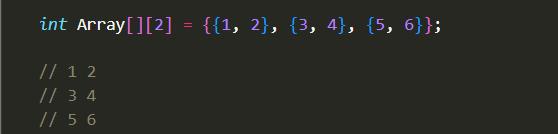 int Array[][2] = {{1, 2}, {3, 4}, {5, 6}};
// 1 2
// 3 4
// 5 6